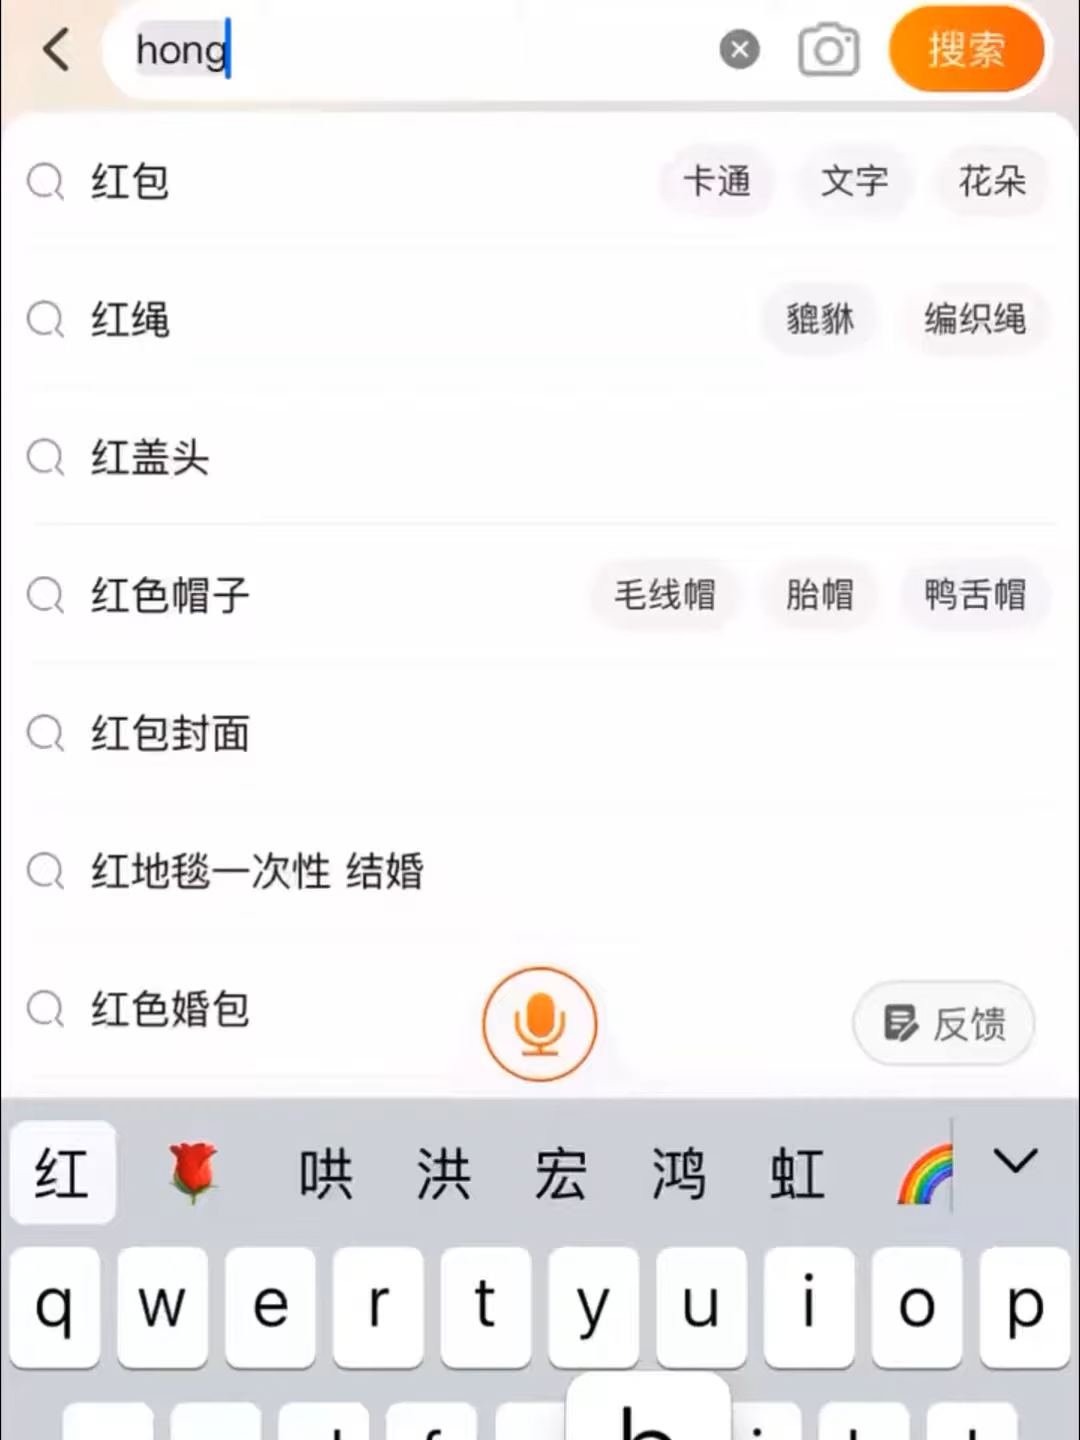 hong 搜索
红包 卡通 文字 花朵
红绳 貔貅 编织绳
红盖头
红色帽子 毛线帽 胎帽 鸭舌帽
红包封面
红地毯一次性 结婚
红色婚包 反馈
红 哄 洪 宏 鸿 虹
q w e r t y u i o p